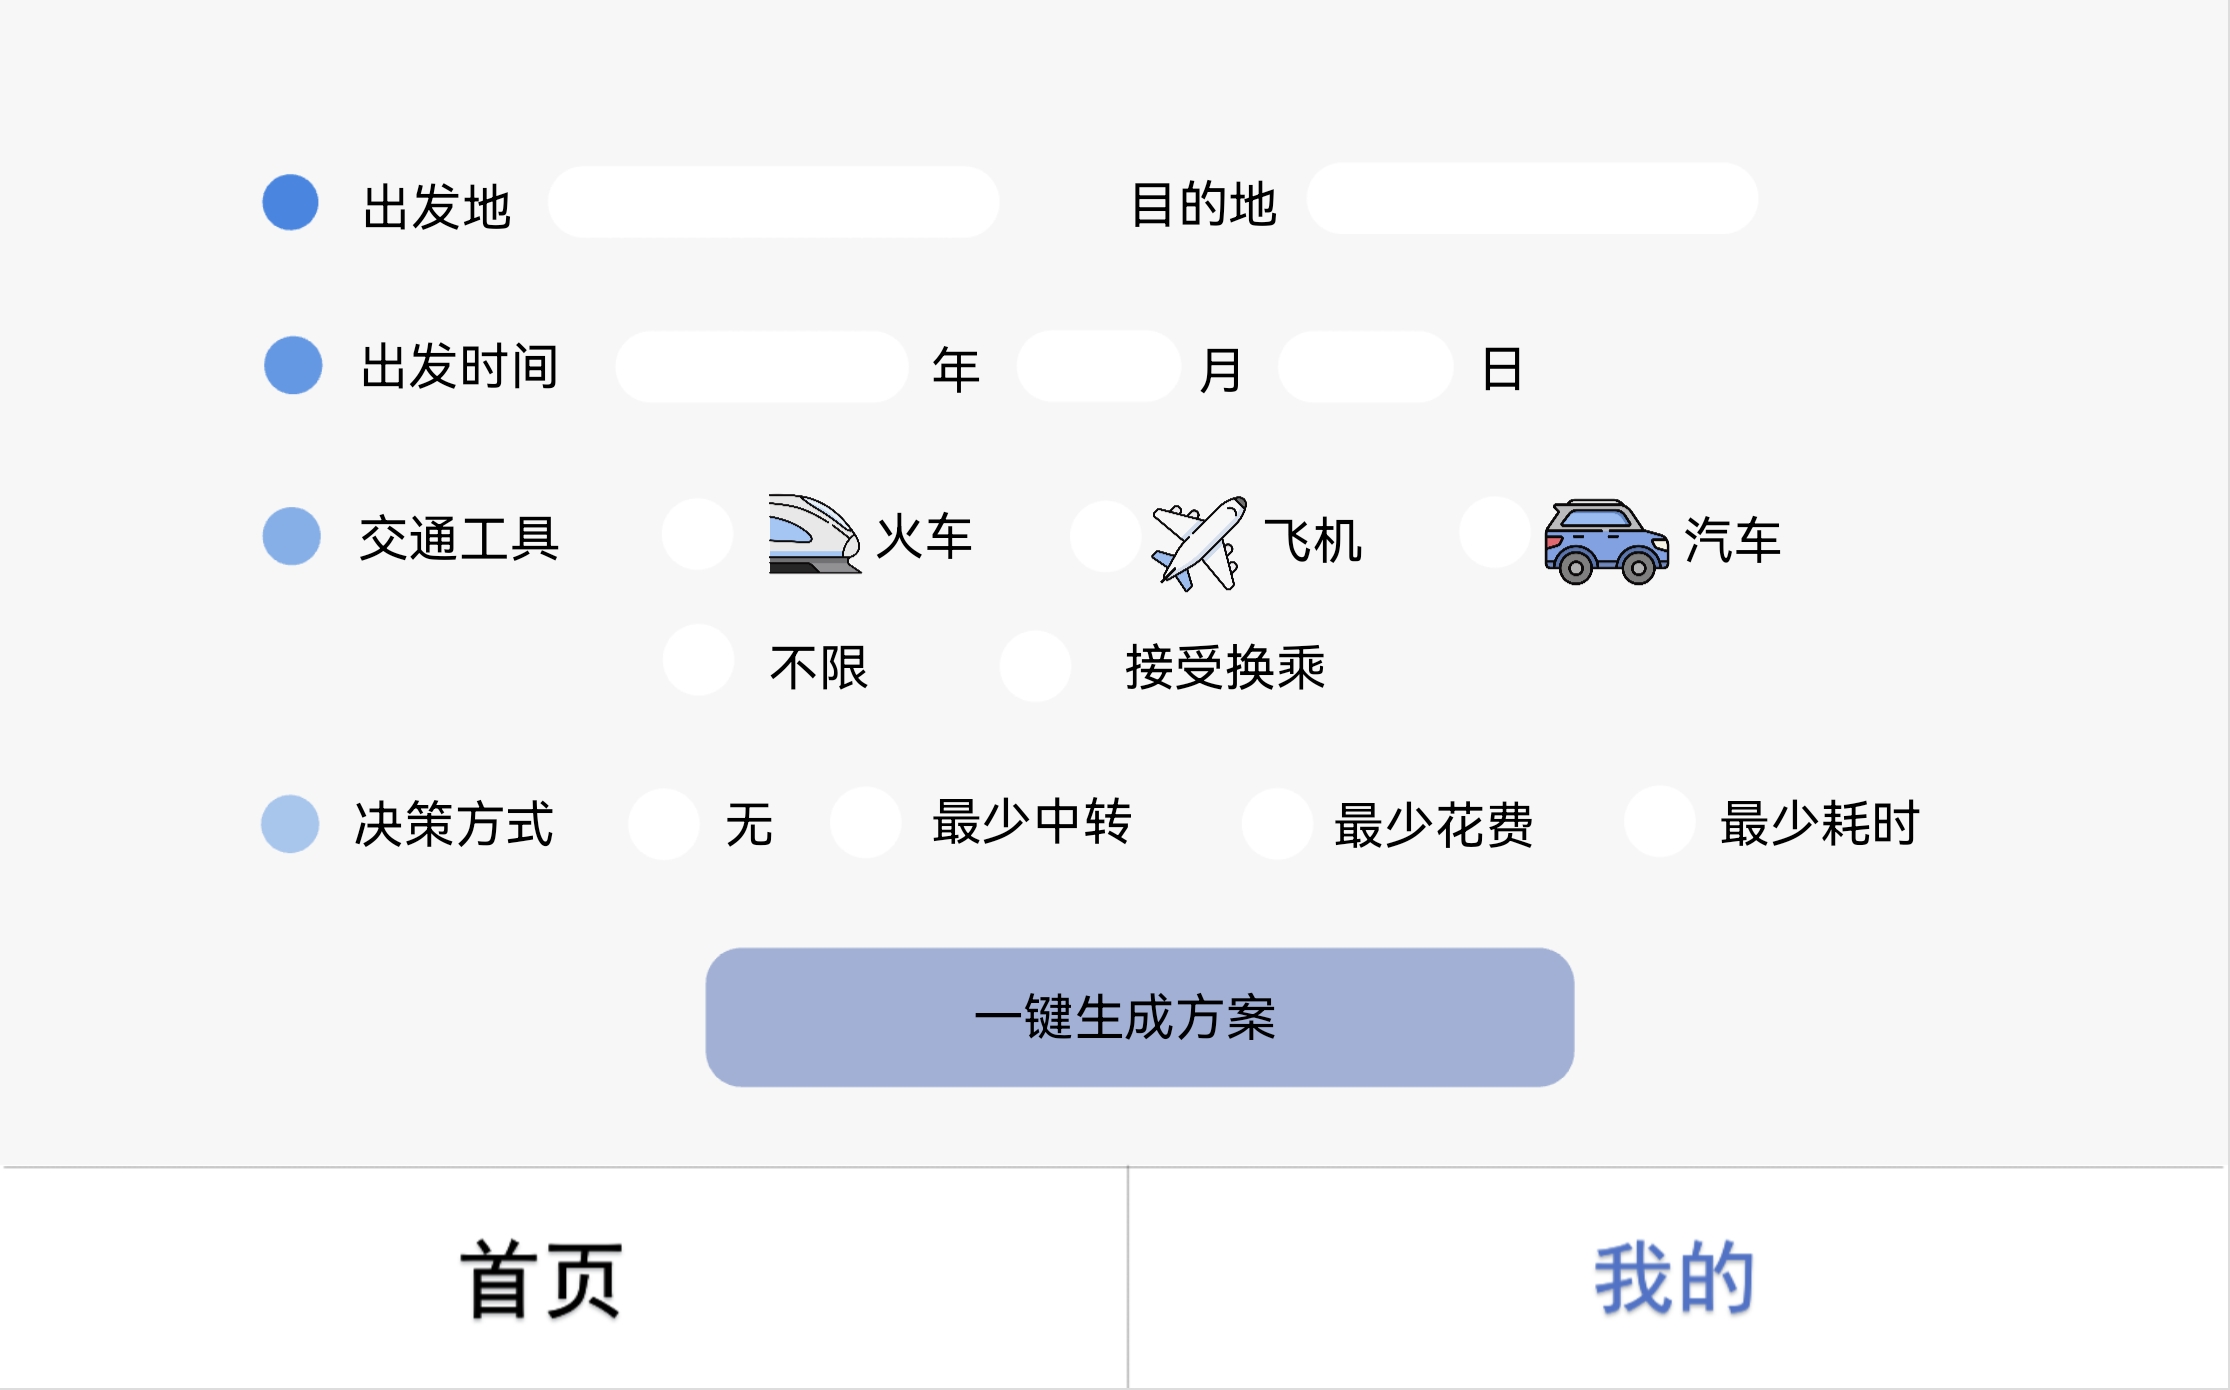 出发地 目的地
出发时间 年 月 日
交通工具 火车 飞机 汽车
不限 接受换乘
决策方式 无 最少中转 最少花费 最少耗时
一键生成方案
首页 我的